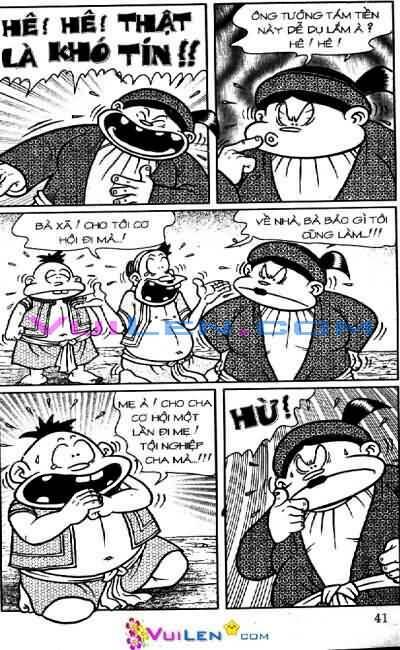 HÊ! HÊ! THẬT
LÀ KHÓ TÍN!!
ÔNG TƯỚNG TÁM TIỀN
NÀY DỄ DỤ LẮM À?
HÊ! HÊ!
BÀ XÃ! CHO TÔI CƠ
HỘI ĐI MÀ..!
VỀ NHÀ, BÀ BẢO GÌ TÔI
CŨNG LÀM..!!!
VUILEN.COM
MẸ À! CHO CHA
CƠ HỘI MỘT
LẦN ĐI MẸ!
TỘI NGHIỆP
CHA MÀ...!!!
HỪ!
41
VUILEN.COM